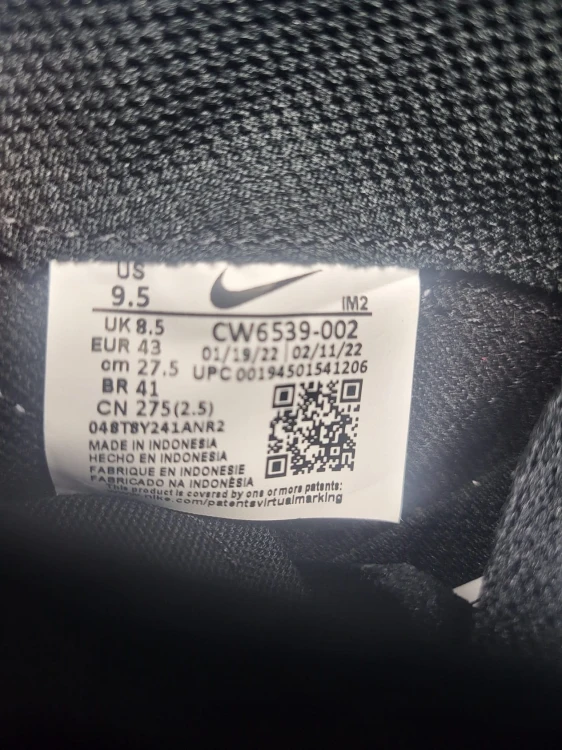 US
9.5
IM2
UK 8.5
EUR 43
cm 27.5
BR 41
CN 275(2.5)
CW6539-002
01/19/22 02/11/22
UPC 00194501541206
048T8Y241ANR2
MADE IN INDONESIA
HECHO EN INDONESIA
FABRIQUE EN INDONESIE
FABRICADO NA INDONÉSIA
This product is covered by one or more patents:
nike.com/patentsvirtualmarking